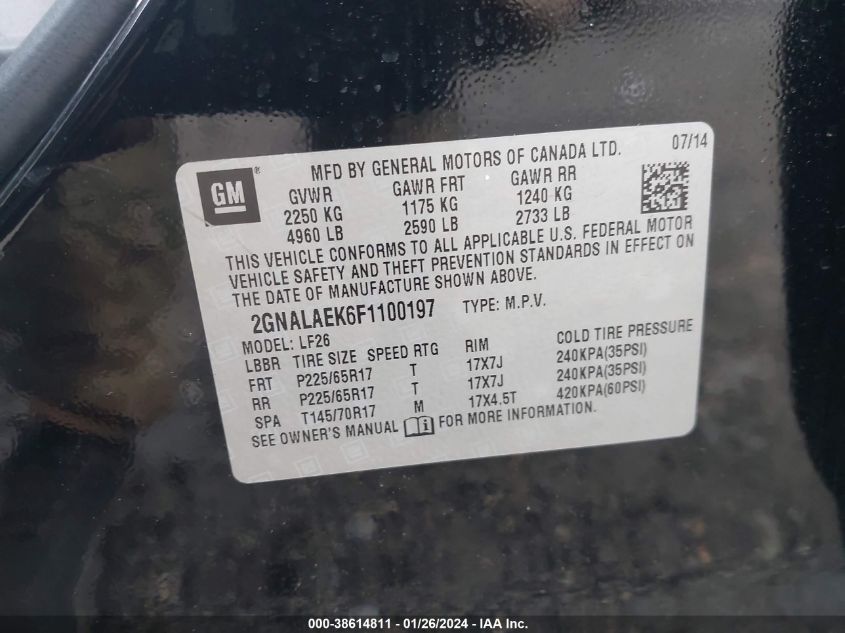 GM ®
MFD BY GENERAL MOTORS OF CANADA LTD. 07/14
GVWR GAWR FRT GAWR RR
2250 KG 1175 KG 1240 KG
4960 LB 2590 LB 2733 LB
THIS VEHICLE CONFORMS TO ALL APPLICABLE U.S. FEDERAL MOTOR
VEHICLE SAFETY AND THEFT PREVENTION STANDARDS IN EFFECT ON
THE DATE OF MANUFACTURE SHOWN ABOVE.
2GNALAEK6F1100197 TYPE: M.P.V.
MODEL: LF26
LBBR TIRE SIZE SPEED RTG RIM COLD TIRE PRESSURE
FRT P225/65R17 T 17X7J 240KPA(35PSI)
RR P225/65R17 T 17X7J 240KPA(35PSI)
SPA T145/70R17 M 17X4.5T 420KPA(60PSI)
SEE OWNER'S MANUAL FOR MORE INFORMATION.
000-38614811 - 01/26/2024 - IAA Inc.